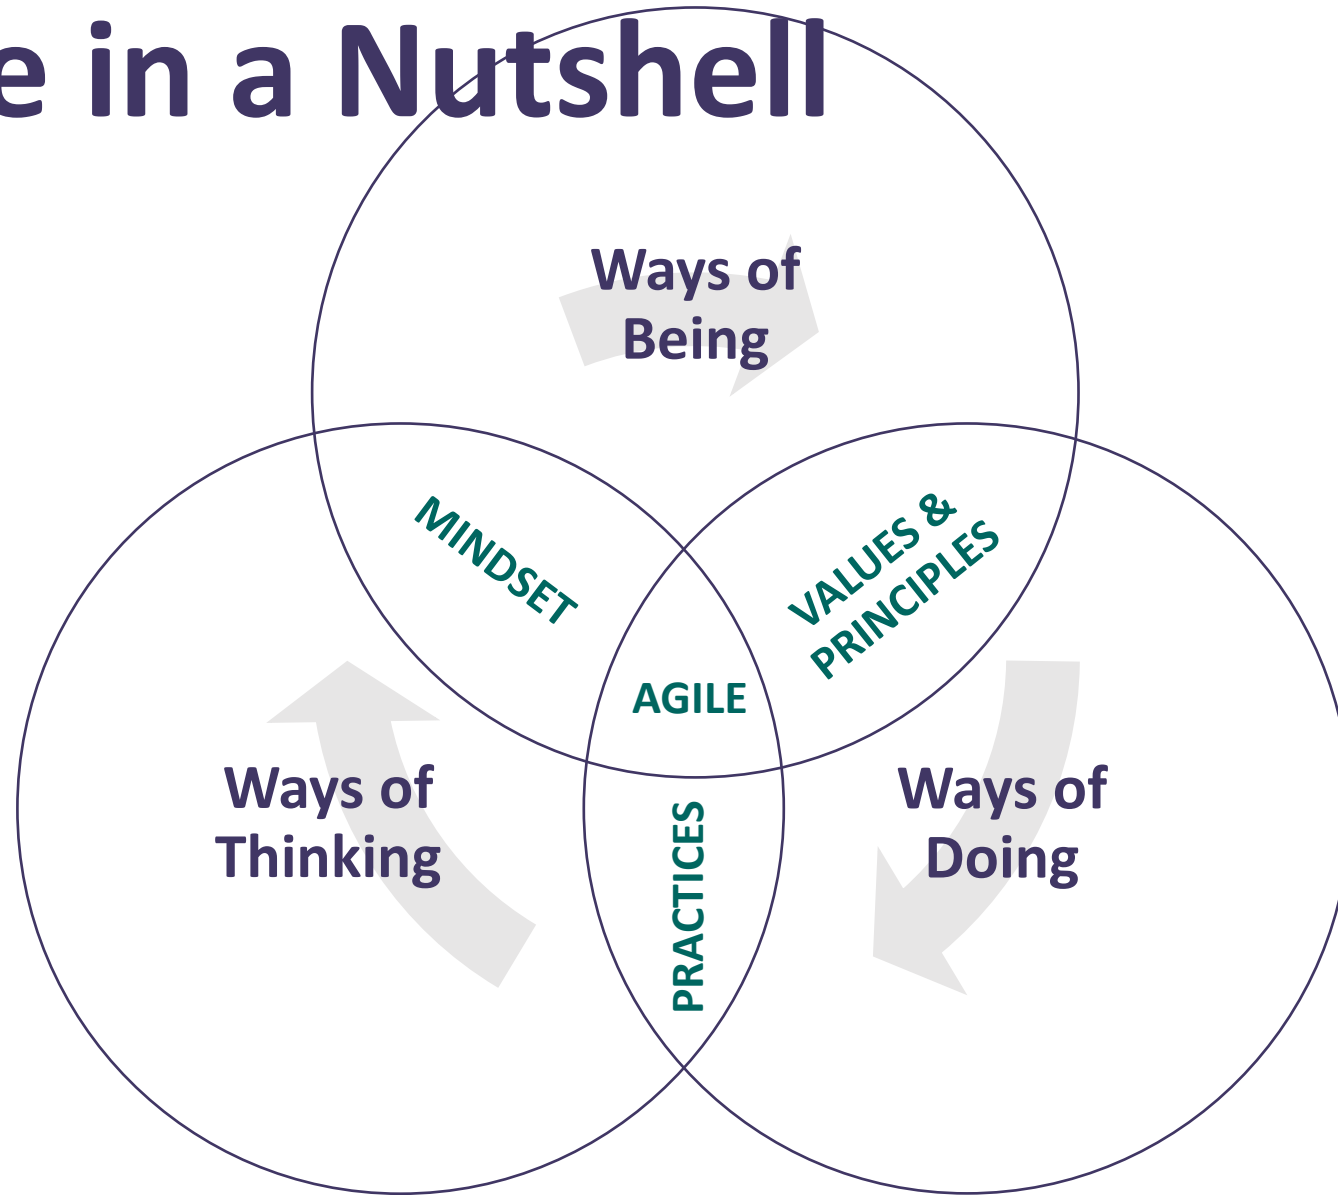 e in a Nutshell
Ways of
Being
MINDSET
VALUES &
PRINCIPLES
AGILE
Ways of
Thinking
Ways of
Doing
PRACTICES